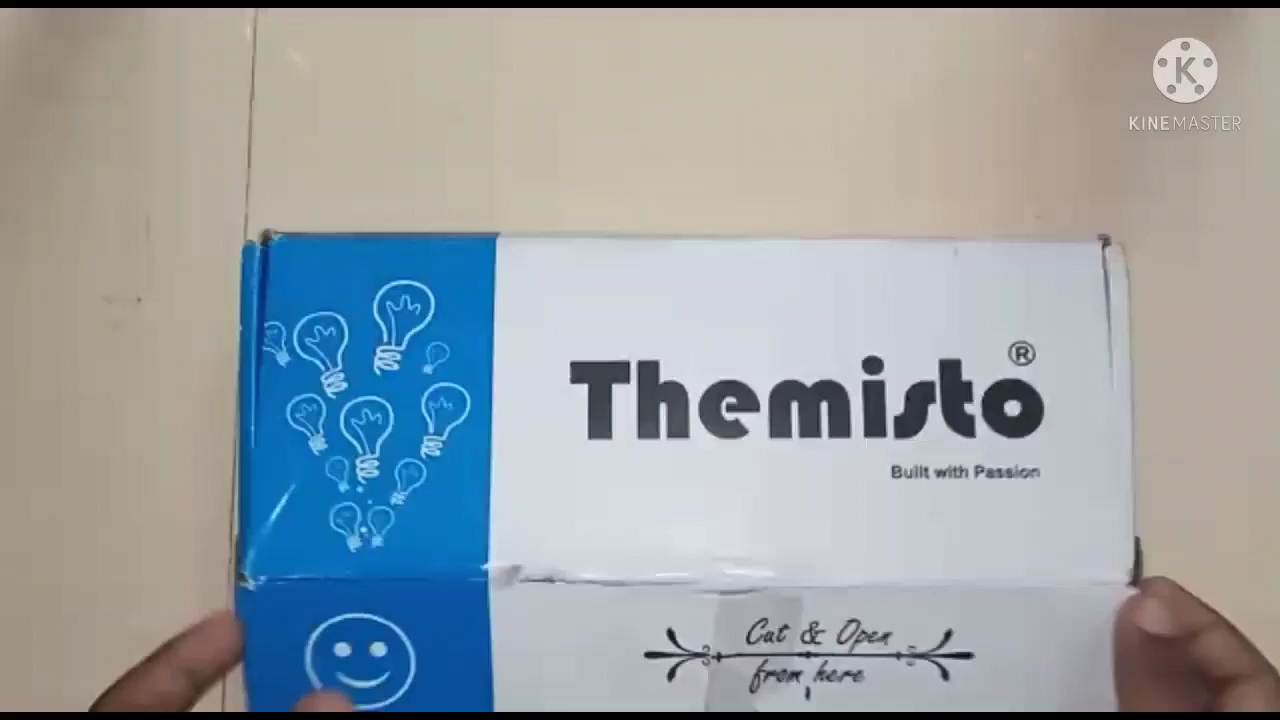 K
KINEMASTER
Themisto®
Built with Passion
Cut & Open
from here